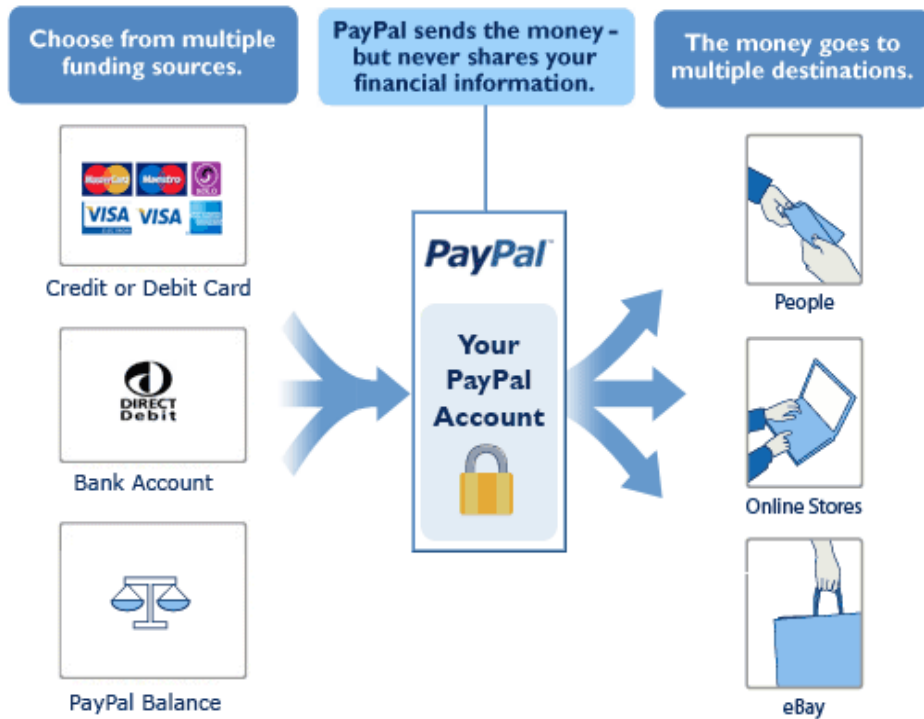 Choose from multiple
funding sources.
PayPal sends the money -
but never shares your
financial information.
The money goes to
multiple destinations.
MasterCard
Maestro
SOLO
VISA
ELECTRON
VISA
Credit or Debit Card
DIRECT
Debit
Bank Account
PayPal Balance
PayPal
Your
PayPal
Account
People
Online Stores
eBay